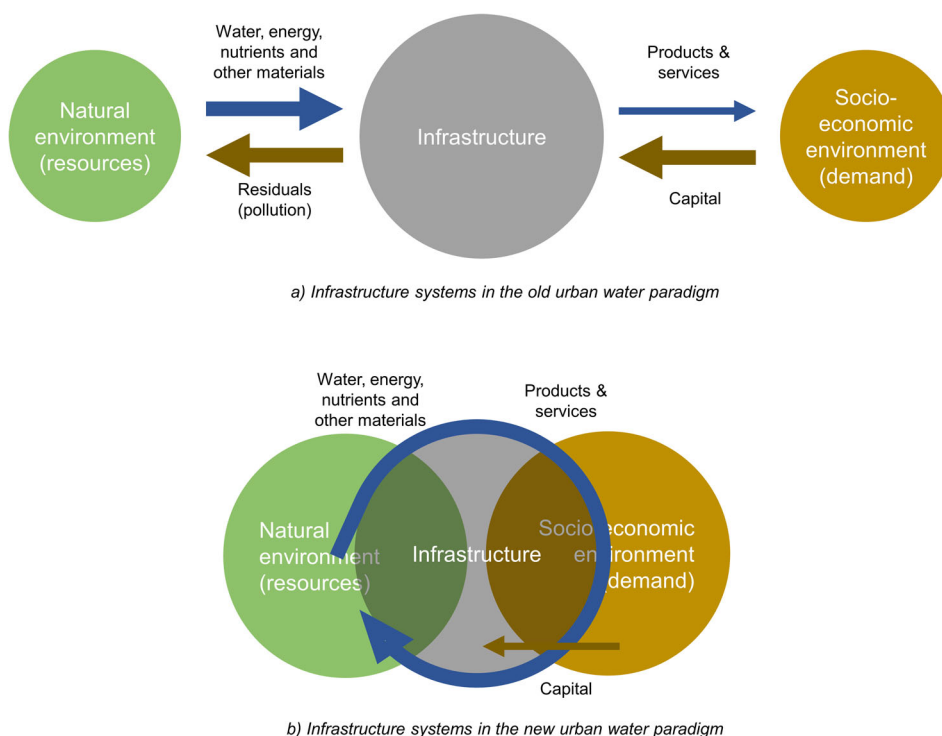 Water, energy,
nutrients and
other materials
Products &
services
Natural
environment
(resources)
Infrastructure
Socio-
economic
environment
(demand)
Residuals
(pollution)
Capital
a) Infrastructure systems in the old urban water paradigm
Water, energy,
nutrients and
other materials
Products &
services
Natural
environment
(resources)
Infrastructure
Socio-economic
environment
(demand)
Capital
b) Infrastructure systems in the new urban water paradigm